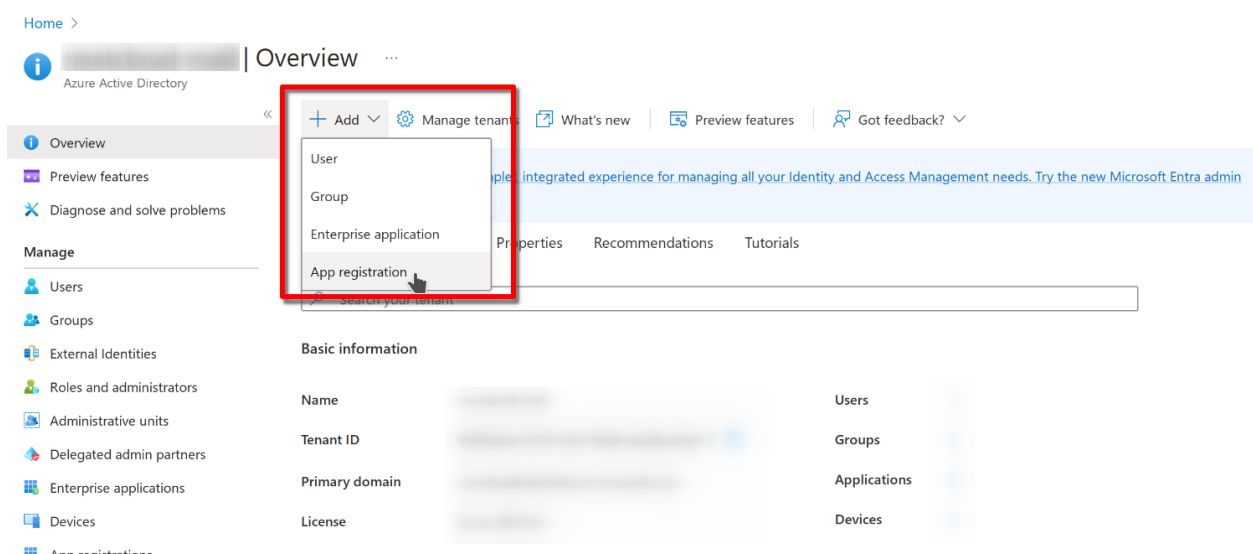 Home >
| Overview ...
Azure Active Directory
«
+ Add Manage tenants What's new Preview features Got feedback?
Overview
Preview features
Diagnose and solve problems
Manage
Users
Groups
External Identities
Roles and administrators
Administrative units
Delegated admin partners
Enterprise applications
Devices
App registrations
User
Group
Enterprise application
App registration
integrated experience for managing all your Identity and Access Management needs. Try the new Microsoft Entra admin
Properties Recommendations Tutorials
Search your tenant
Basic information
Name
Tenant ID
Primary domain
License
Users
Groups
Applications
Devices